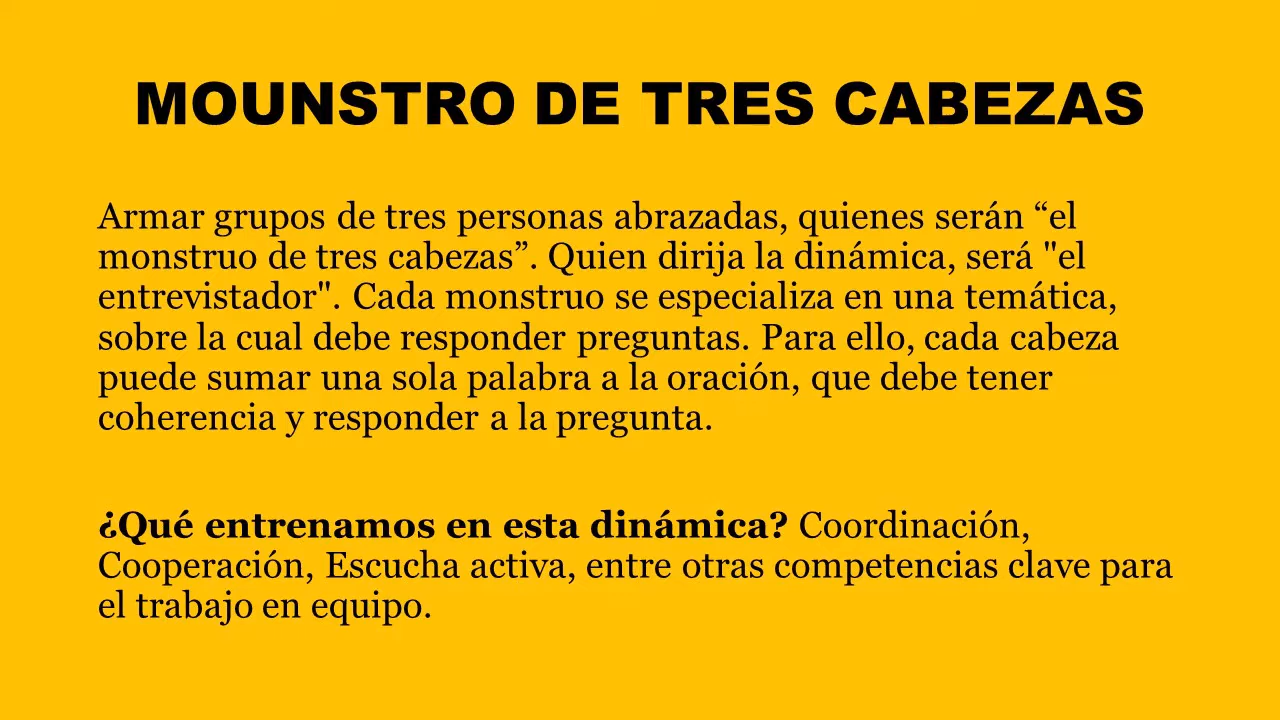 MOUNSTRO DE TRES CABEZAS
Armar grupos de tres personas abrazadas, quienes serán “el
monstruo de tres cabezas”. Quien dirija la dinámica, será "el
entrevistador". Cada monstruo se especializa en una temática,
sobre la cual debe responder preguntas. Para ello, cada cabeza
puede sumar una sola palabra a la oración, que debe tener
coherencia y responder a la pregunta.
¿Qué entrenamos en esta dinámica? Coordinación,
Cooperación, Escucha activa, entre otras competencias clave para
el trabajo en equipo.